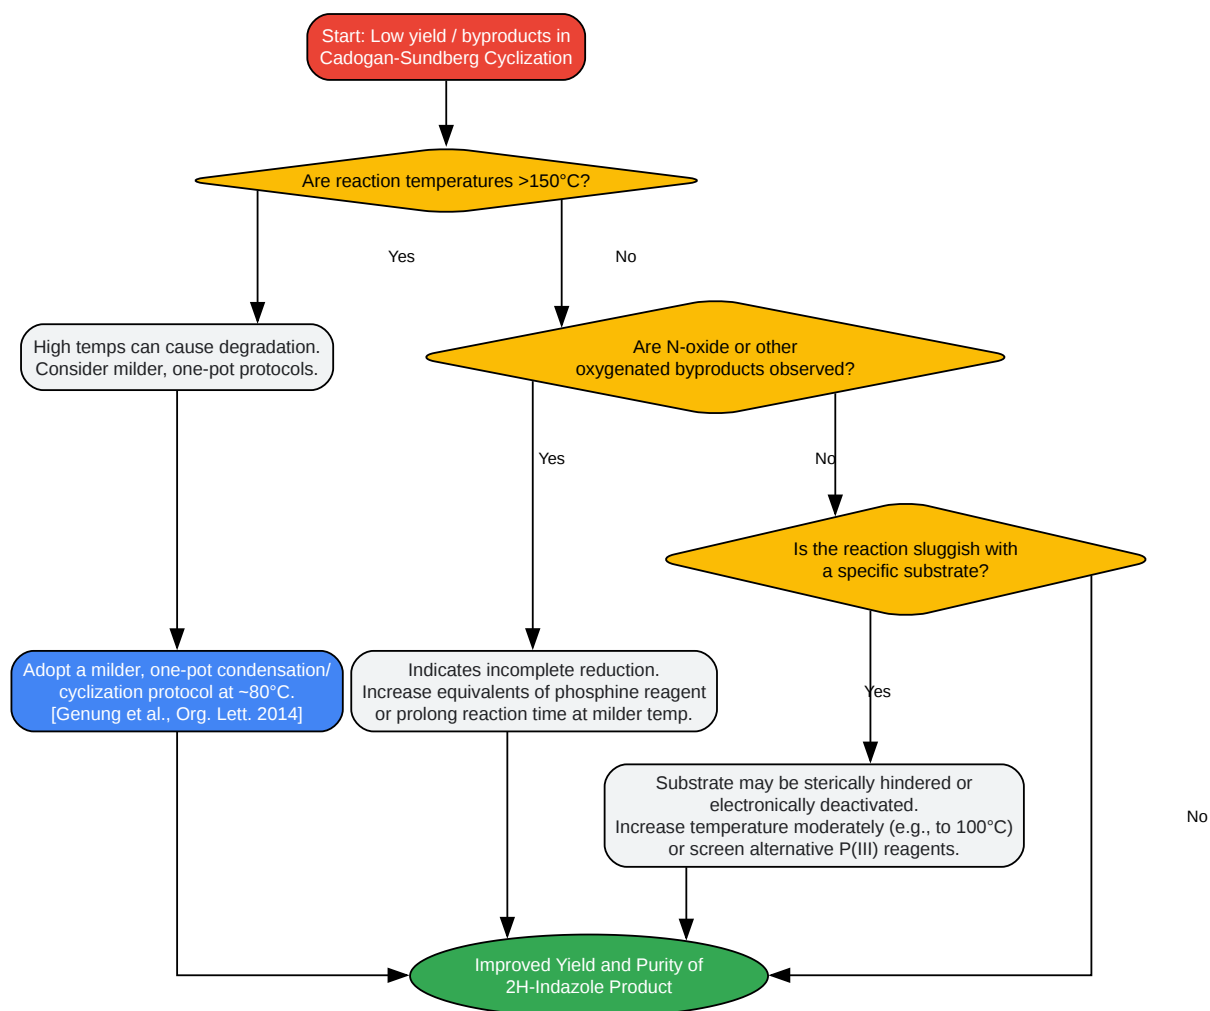 Start: Low yield / byproducts in
Cadogan-Sundberg Cyclization
Are reaction temperatures >150°C?
Yes
No
High temps can cause degradation.
Consider milder, one-pot protocols.
Are N-oxide or other
oxygenated byproducts observed?
Yes
No
Is the reaction sluggish with
a specific substrate?
Adopt a milder, one-pot condensation/
cyclization protocol at ~80°C.
[Genung et al., Org. Lett. 2014]
Indicates incomplete reduction.
Increase equivalents of phosphine reagent
or prolong reaction time at milder temp.
Yes
Substrate may be sterically hindered or
electronically deactivated.
Increase temperature moderately (e.g., to 100°C)
or screen alternative P(III) reagents.
No
Improved Yield and Purity of
2H-Indazole Product